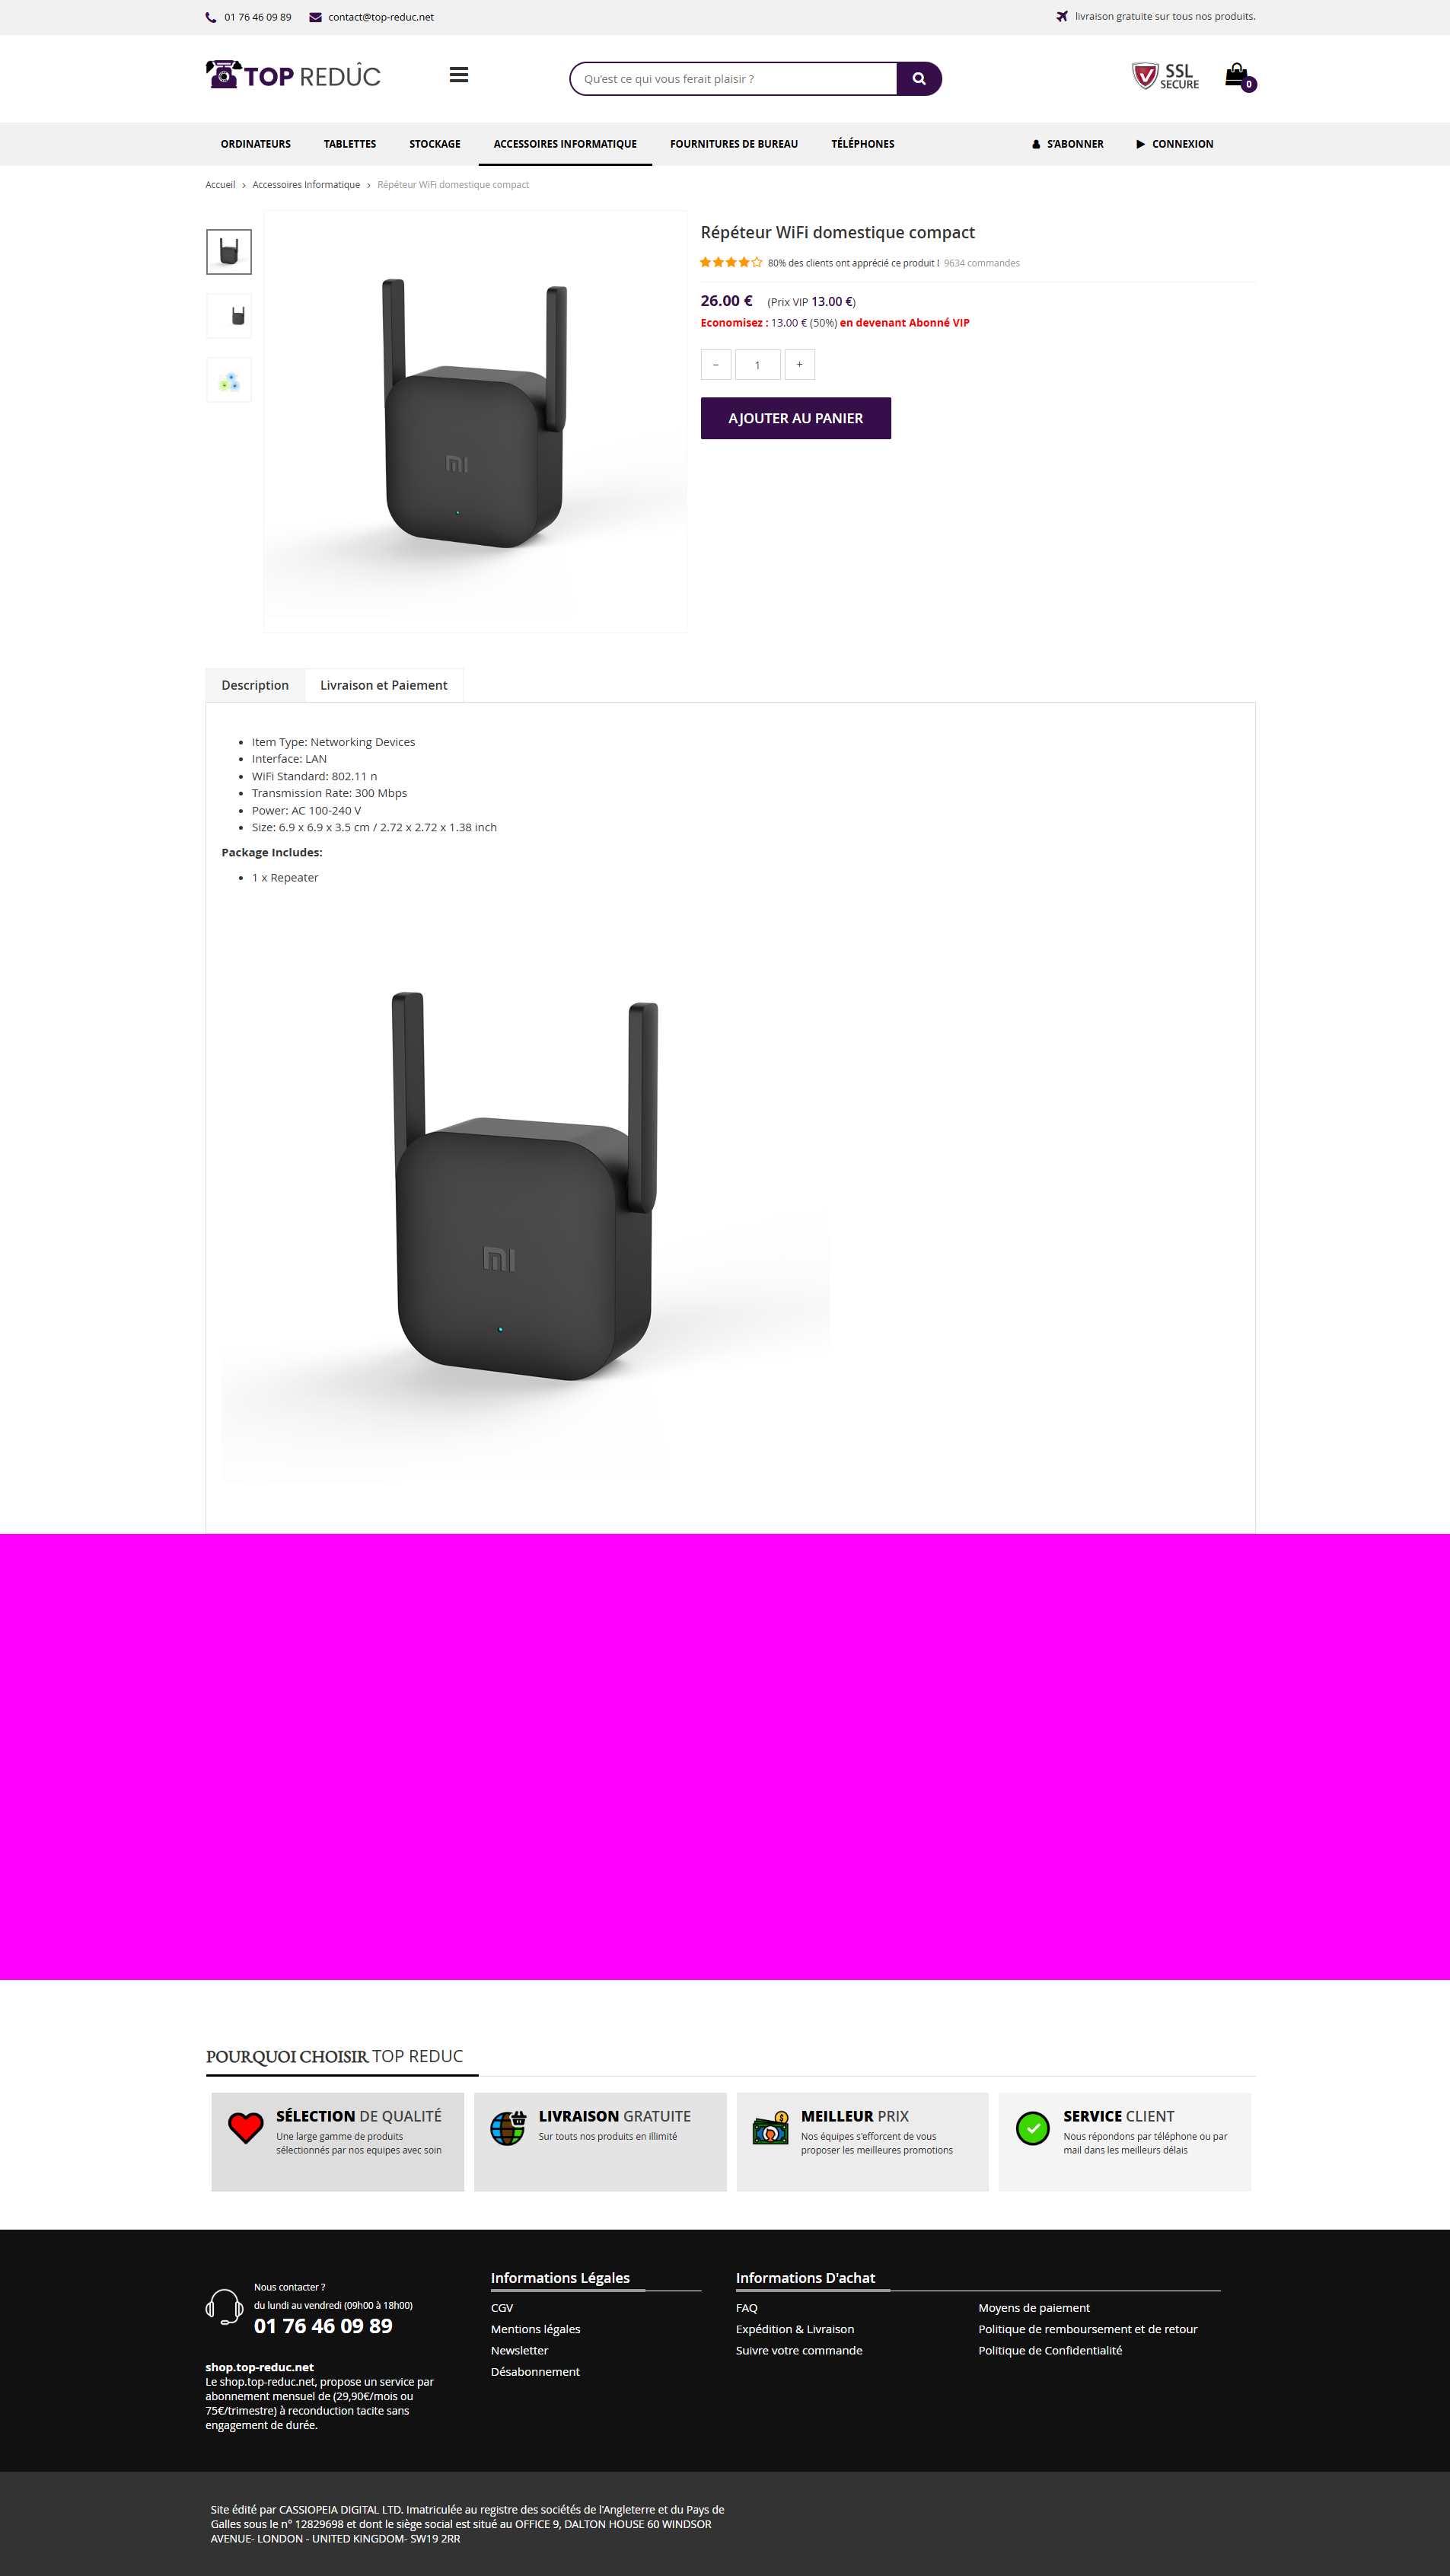 01 76 46 09 89 contact@top-reduc.net livraison gratuite sur tous nos produits.
TOP REDÛC
Qu'est ce qui vous ferait plaisir ?
SSL
SECURE
0
ORDINATEURS TABLETTES STOCKAGE ACCESSOIRES INFORMATIQUE FOURNITURES DE BUREAU TÉLÉPHONES S'ABONNER CONNEXION
Accueil > Accessoires Informatique > Répéteur WiFi domestique compact
Répéteur WiFi domestique compact
80% des clients ont apprécié ce produit ! 9634 commandes
26.00 € (Prix VIP 13.00 €)
Economisez : 13.00 € (50%) en devenant Abonné VIP
− 1 +
AJOUTER AU PANIER
MI
Description Livraison et Paiement
• Item Type: Networking Devices
• Interface: LAN
• WiFi Standard: 802.11 n
• Transmission Rate: 300 Mbps
• Power: AC 100-240 V
• Size: 6.9 x 6.9 x 3.5 cm / 2.72 x 2.72 x 1.38 inch
Package Includes:
• 1 x Repeater
MI
POURQUOI CHOISIR TOP REDUC
SÉLECTION DE QUALITÉ
Une large gamme de produits
sélectionnés par nos equipes avec soin
LIVRAISON GRATUITE
Sur touts nos produits en illimité
MEILLEUR PRIX
Nos équipes s'efforcent de vous
proposer les meilleures promotions
SERVICE CLIENT
Nous répondons par téléphone ou par
mail dans les meilleurs délais
Nous contacter ?
du lundi au vendredi (09h00 à 18h00)
01 76 46 09 89
shop.top-reduc.net
Le shop.top-reduc.net, propose un service par
abonnement mensuel de (29,90€/mois ou
75€/trimestre) à reconduction tacite sans
engagement de durée.
Informations Légales
CGV
Mentions légales
Newsletter
Désabonnement
Informations D'achat
FAQ
Expédition & Livraison
Suivre votre commande
Moyens de paiement
Politique de remboursement et de retour
Politique de Confidentialité
Site édité par CASSIOPEIA DIGITAL LTD. Imatriculée au registre des sociétés de l'Angleterre et du Pays de
Galles sous le n° 12829698 et dont le siège social est situé au OFFICE 9, DALTON HOUSE 60 WINDSOR
AVENUE- LONDON - UNITED KINGDOM- SW19 2RR